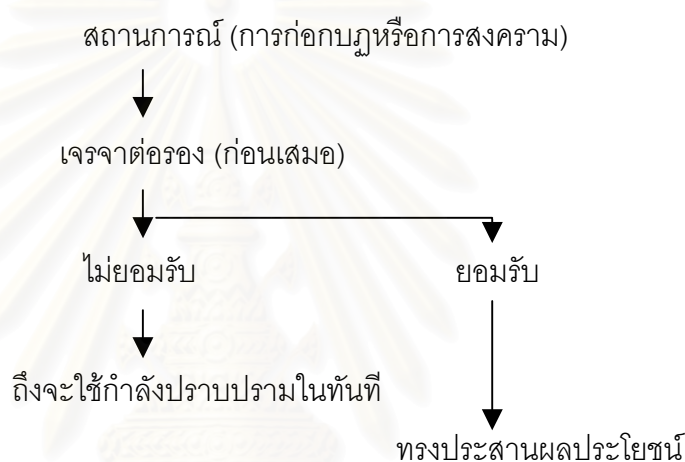 สถานการณ์ (การก่อกบฏหรือการสงคราม)
เจรจาต่อรอง (ก่อนเสมอ)
ไม่ยอมรับ
ยอมรับ
ถึงจะใช้กำลังปราบปรามในทันที
ทรงประสานผลประโยชน์